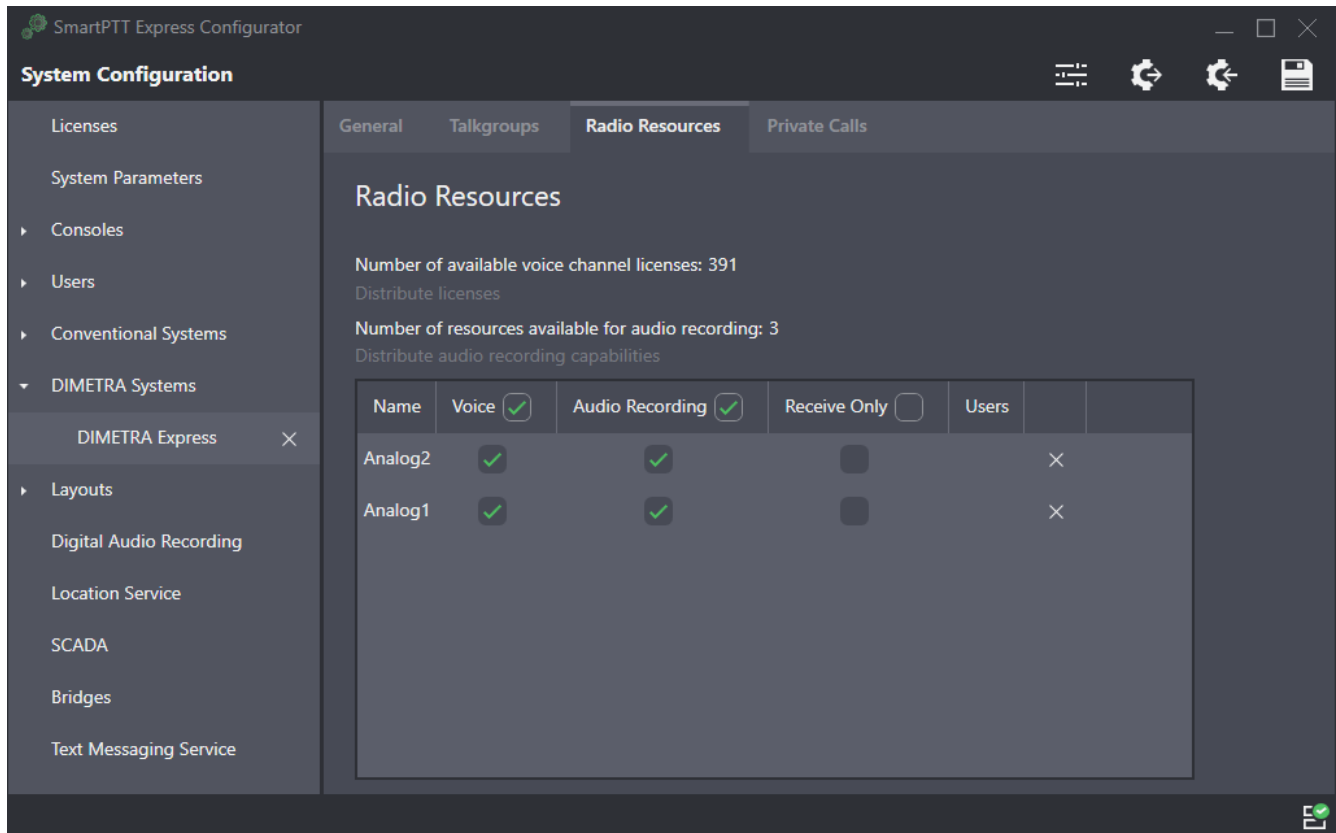 SmartPTT Express Configurator
System Configuration
Licenses
System Parameters
Consoles
Users
Conventional Systems
DIMETRA Systems
DIMETRA Express
Layouts
Digital Audio Recording
Location Service
SCADA
Bridges
Text Messaging Service
General Talkgroups Radio Resources Private Calls
Radio Resources
Number of available voice channel licenses: 391
Distribute licenses
Number of resources available for audio recording: 3
Distribute audio recording capabilities
Name Voice Audio Recording Receive Only Users
Analog2
Analog1